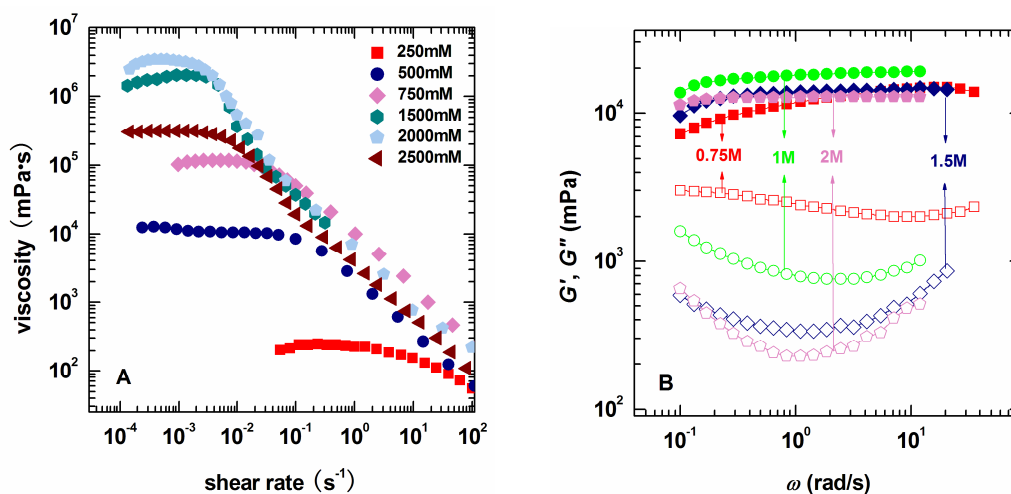 10⁷
10⁶
10⁵
10⁴
10³
10²
viscosity (mPa•s)
250mM
500mM
750mM
1500mM
2000mM
2500mM
A
10⁻⁴ 10⁻³ 10⁻² 10⁻¹ 10⁰ 10¹ 10²
shear rate (s⁻¹)
10⁴
10³
10²
G', G'' (mPa)
0.75M 1M 2M 1.5M
B
10⁻¹ 10⁰ 10¹
ω (rad/s)